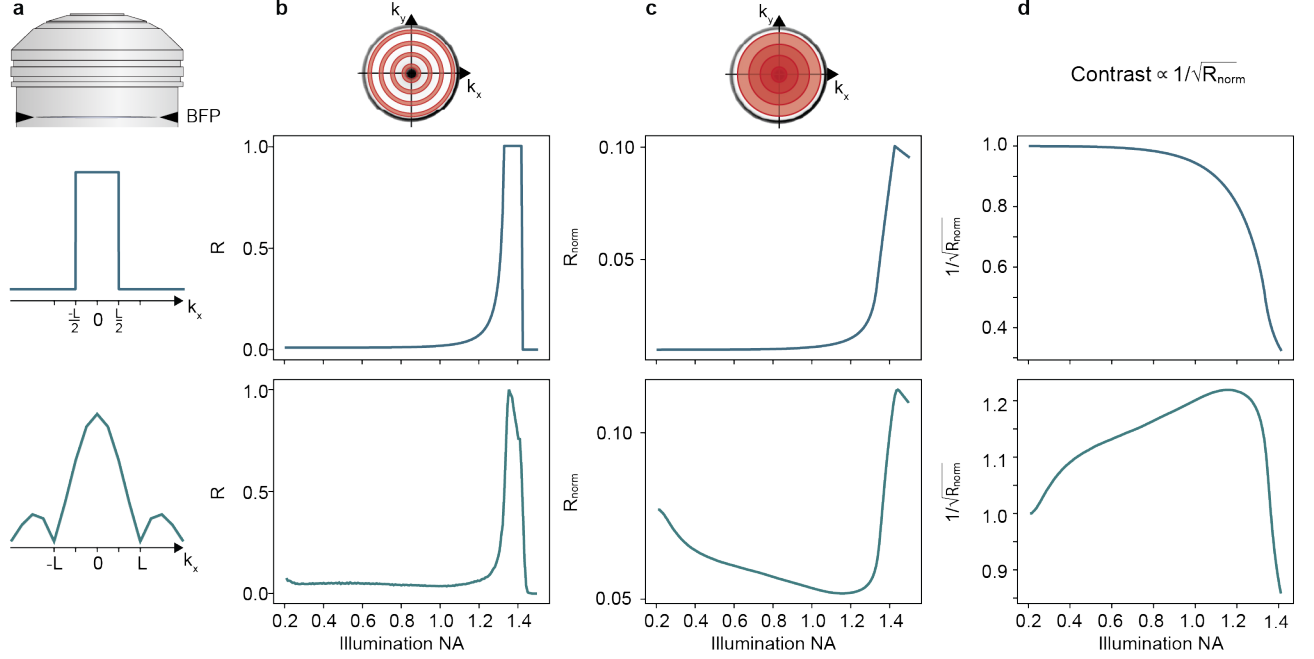 a
b
c
d
BFP
k_y
k_x
k_y
k_x
Contrast ∝ 1/√R_norm
-L/2 0 L/2
k_x
R
1.0
0.5
0.0
R_norm
0.10
0.05
1/√R_norm
1.0
0.8
0.6
0.4
-L 0 L
k_x
R
1.0
0.5
0.0
0.2 0.4 0.6 0.8 1.0 1.2 1.4
Illumination NA
R_norm
0.10
0.05
0.2 0.4 0.6 0.8 1.0 1.2 1.4
Illumination NA
1/√R_norm
1.2
1.1
1.0
0.9
0.2 0.4 0.6 0.8 1.0 1.2 1.4
Illumination NA